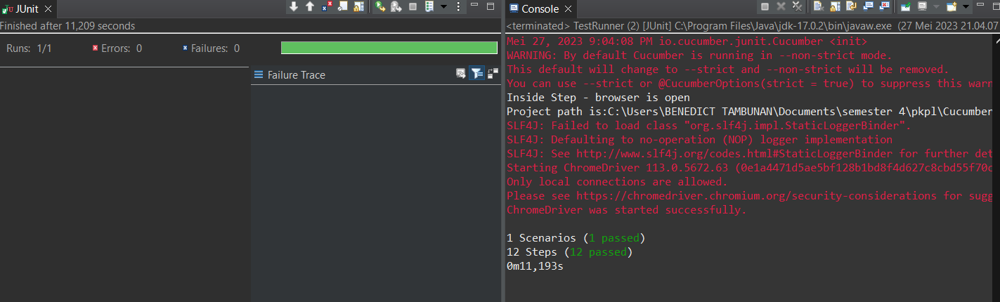 JUnit
Finished after 11,209 seconds
Runs: 1/1
Errors: 0
Failures: 0
Failure Trace
Console
<terminated> TestRunner (2) [JUnit] C:\Program Files\Java\jdk-17.0.2\bin\javaw.exe (27 Mei 2023 21.04.07
Mei 27, 2023 9:04:08 PM io.cucumber.junit.Cucumber <init>
WARNING: By default Cucumber is running in --non-strict mode.
This default will change to --strict and --non-strict will be removed.
You can use --strict or @CucumberOptions(strict = true) to suppress this warn
Inside Step - browser is open
Project path is:C:\Users\BENEDICT TAMBUNAN\Documents\semester 4\pkpl\Cucumber
SLF4J: Failed to load class "org.slf4j.impl.StaticLoggerBinder".
SLF4J: Defaulting to no-operation (NOP) logger implementation
SLF4J: See http://www.slf4j.org/codes.html#StaticLoggerBinder for further det
Starting ChromeDriver 113.0.5672.63 (0e1a4471d5ae5bf128b1bd8f4d627c8cbd55f70c
Only local connections are allowed.
Please see https://chromedriver.chromium.org/security-considerations for sugg
ChromeDriver was started successfully.
1 Scenarios (1 passed)
12 Steps (12 passed)
0m11,193s